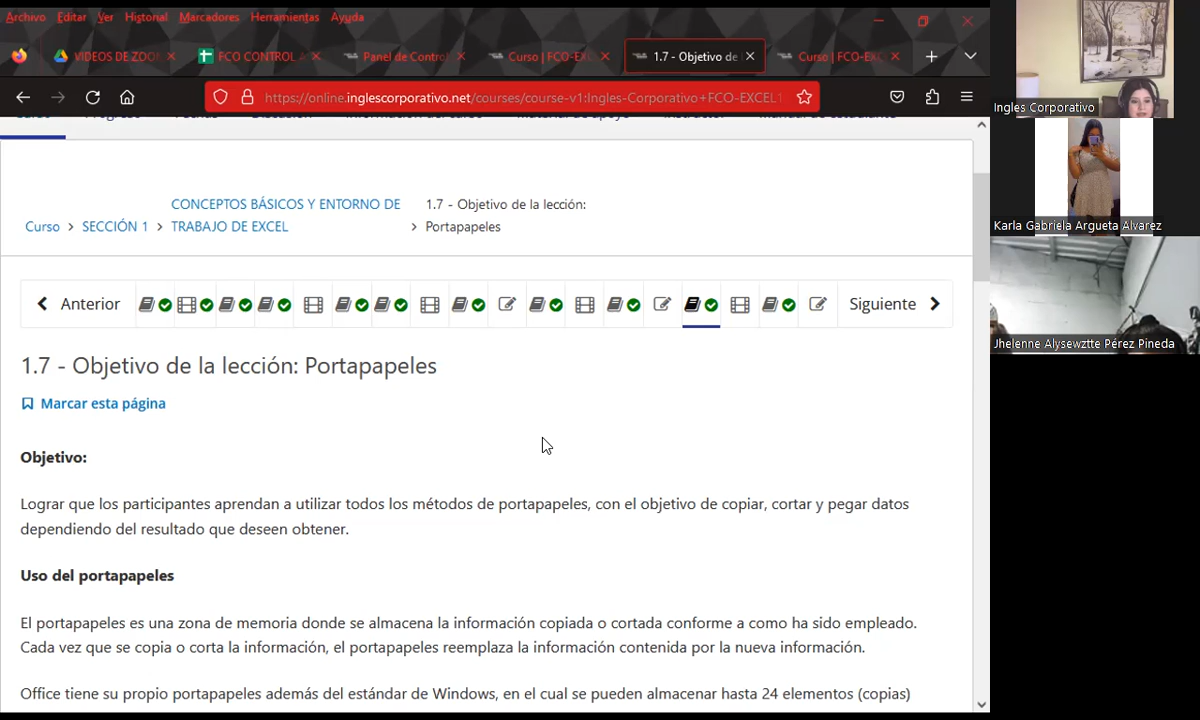 Archivo Editar Ver Historial Marcadores Herramientas Ayuda
VIDEOS DE ZOO
FCO CONTROL
Panel de Control
Curso | FCO-EX
1.7 - Objetivo de
Curso | FCO-EXC
https://online.inglescorporativo.net/courses/course-v1:Ingles-Corporativo+FCO-EXCEL1
Curso > SECCIÓN 1 > CONCEPTOS BÁSICOS Y ENTORNO DE
TRABAJO DE EXCEL
> 1.7 - Objetivo de la lección:
Portapapeles
Anterior
Siguiente
1.7 - Objetivo de la lección: Portapapeles
Marcar esta página
Objetivo:
Lograr que los participantes aprendan a utilizar todos los métodos de portapapeles, con el objetivo de copiar, cortar y pegar datos
dependiendo del resultado que deseen obtener.
Uso del portapapeles
El portapapeles es una zona de memoria donde se almacena la información copiada o cortada conforme a como ha sido empleado.
Cada vez que se copia o corta la información, el portapapeles reemplaza la información contenida por la nueva información.
Office tiene su propio portapapeles además del estándar de Windows, en el cual se pueden almacenar hasta 24 elementos (copias)
Ingles Corporativo
Karla Gabriela Argueta Alvarez
Jhelenne Alysewztte Pérez Pineda